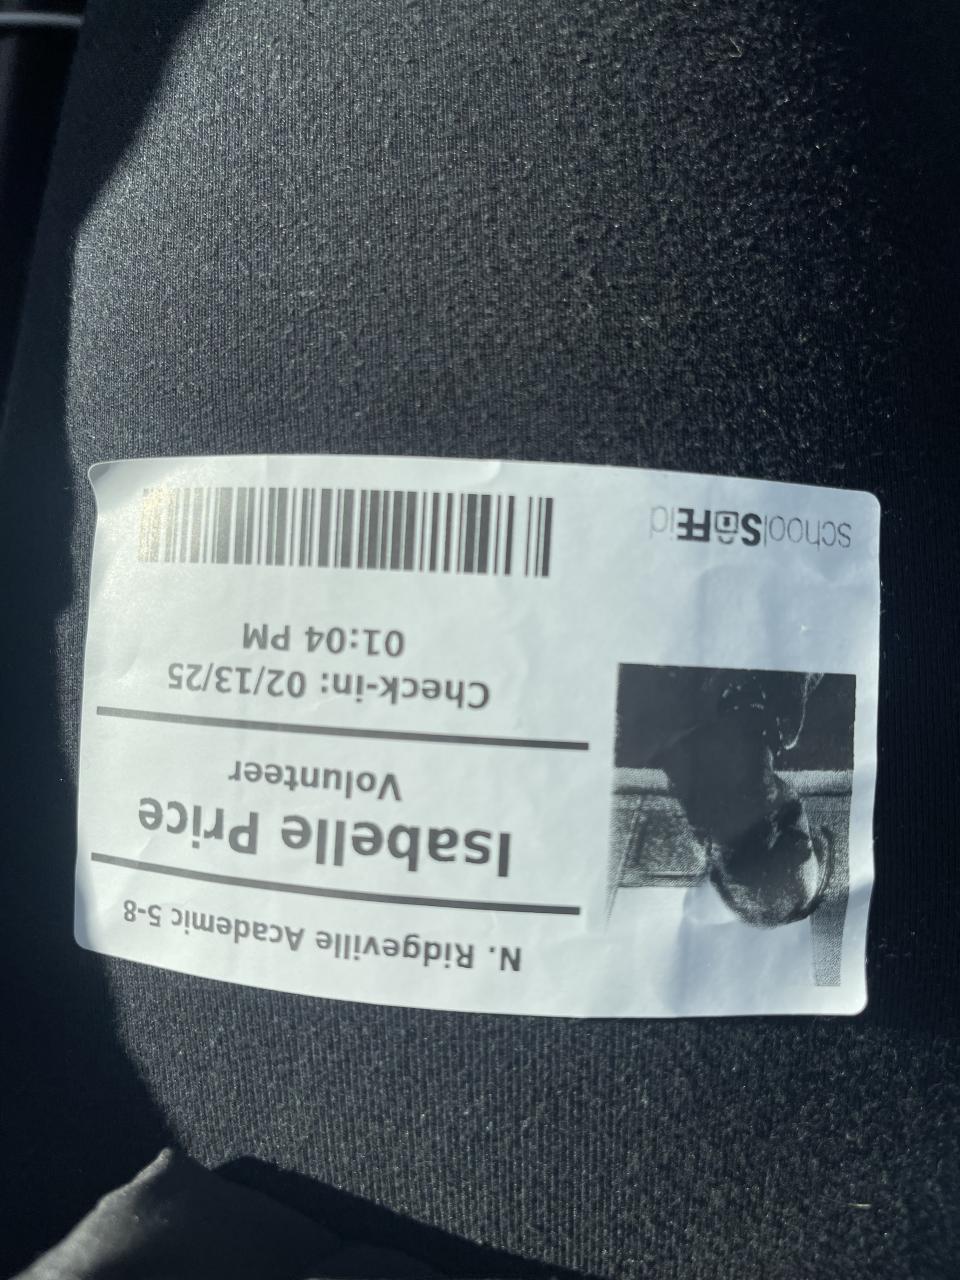 N. Ridgeville Academic 5-8
Isabelle Price
Volunteer
Check-in: 02/13/25
01:04 PM
schoolSAFEid